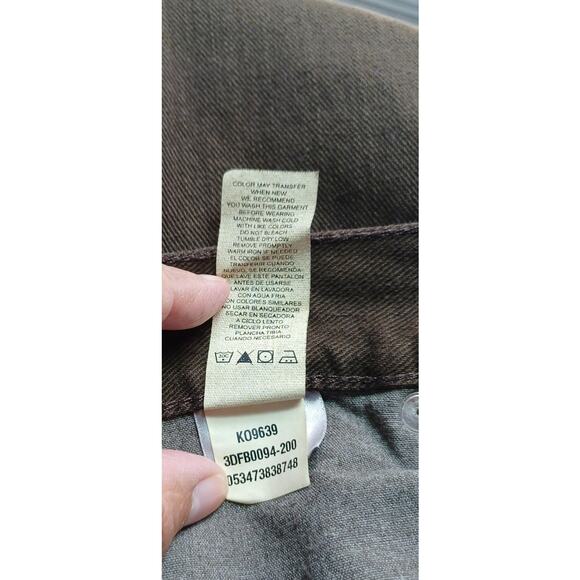 COLOR MAY TRANSFER
WHEN NEW
WE RECOMMEND
YOU WASH THIS GARMENT
BEFORE WEARING
MACHINE WASH COLD
WITH LIKE COLORS
DO NOT BLEACH
TUMBLE DRY LOW
REMOVE PROMPTLY
WARM IRON IF NEEDED
EL COLOR SE PUEDE
TRANFERIR CUANDO
NUEVO, SE RECOMIENDA
QUE LAVE ESTE PANTALON
ANTES DE USARSE
LAVAR EN LAVADORA
CON AGUA FRIA
CON COLORES SIMILARES
NO USAR BLANQUEADOR
SECAR EN SECADORA
A CICLO LENTO
REMOVER PRONTO
PLANCHA TIBIA
CUANDO NECESARIO
KO9639
3DFB0094-200
053473838748